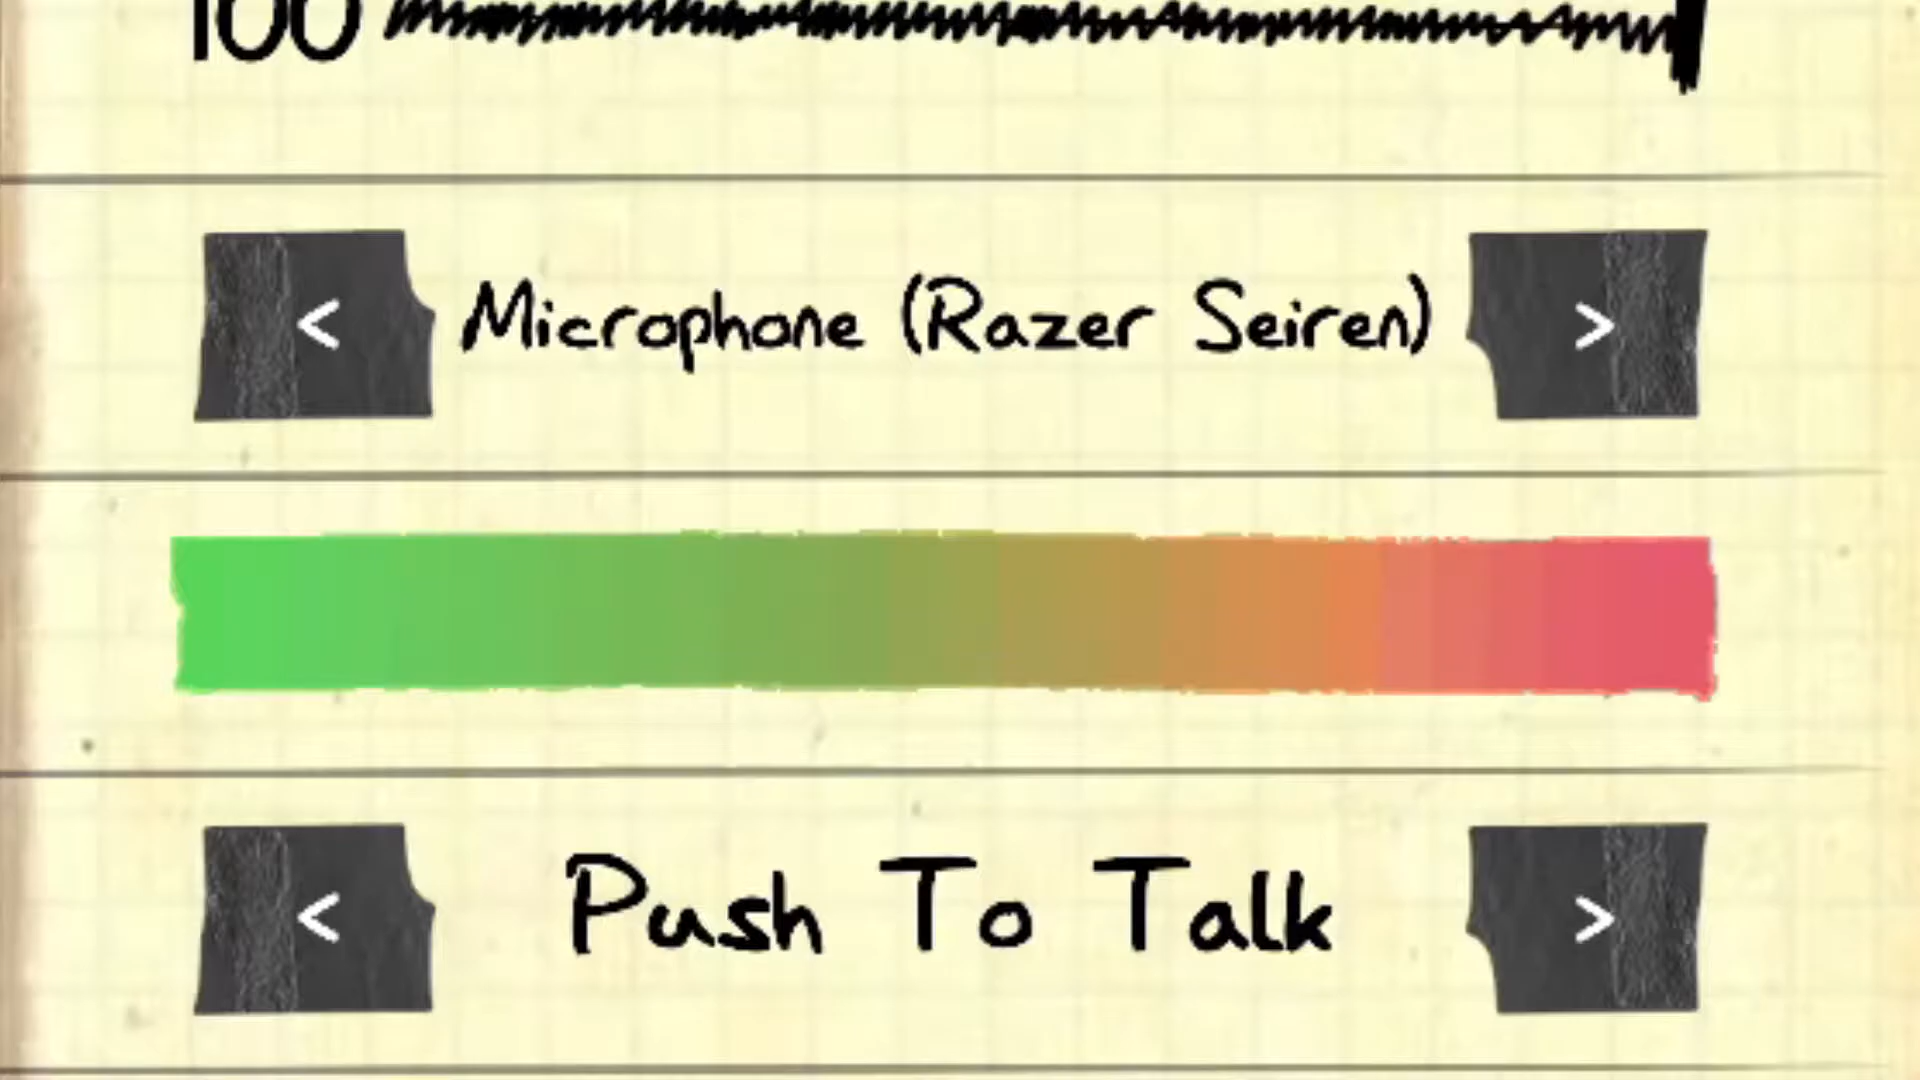 100
< Microphone (Razer Seiren) >
< Push To Talk >